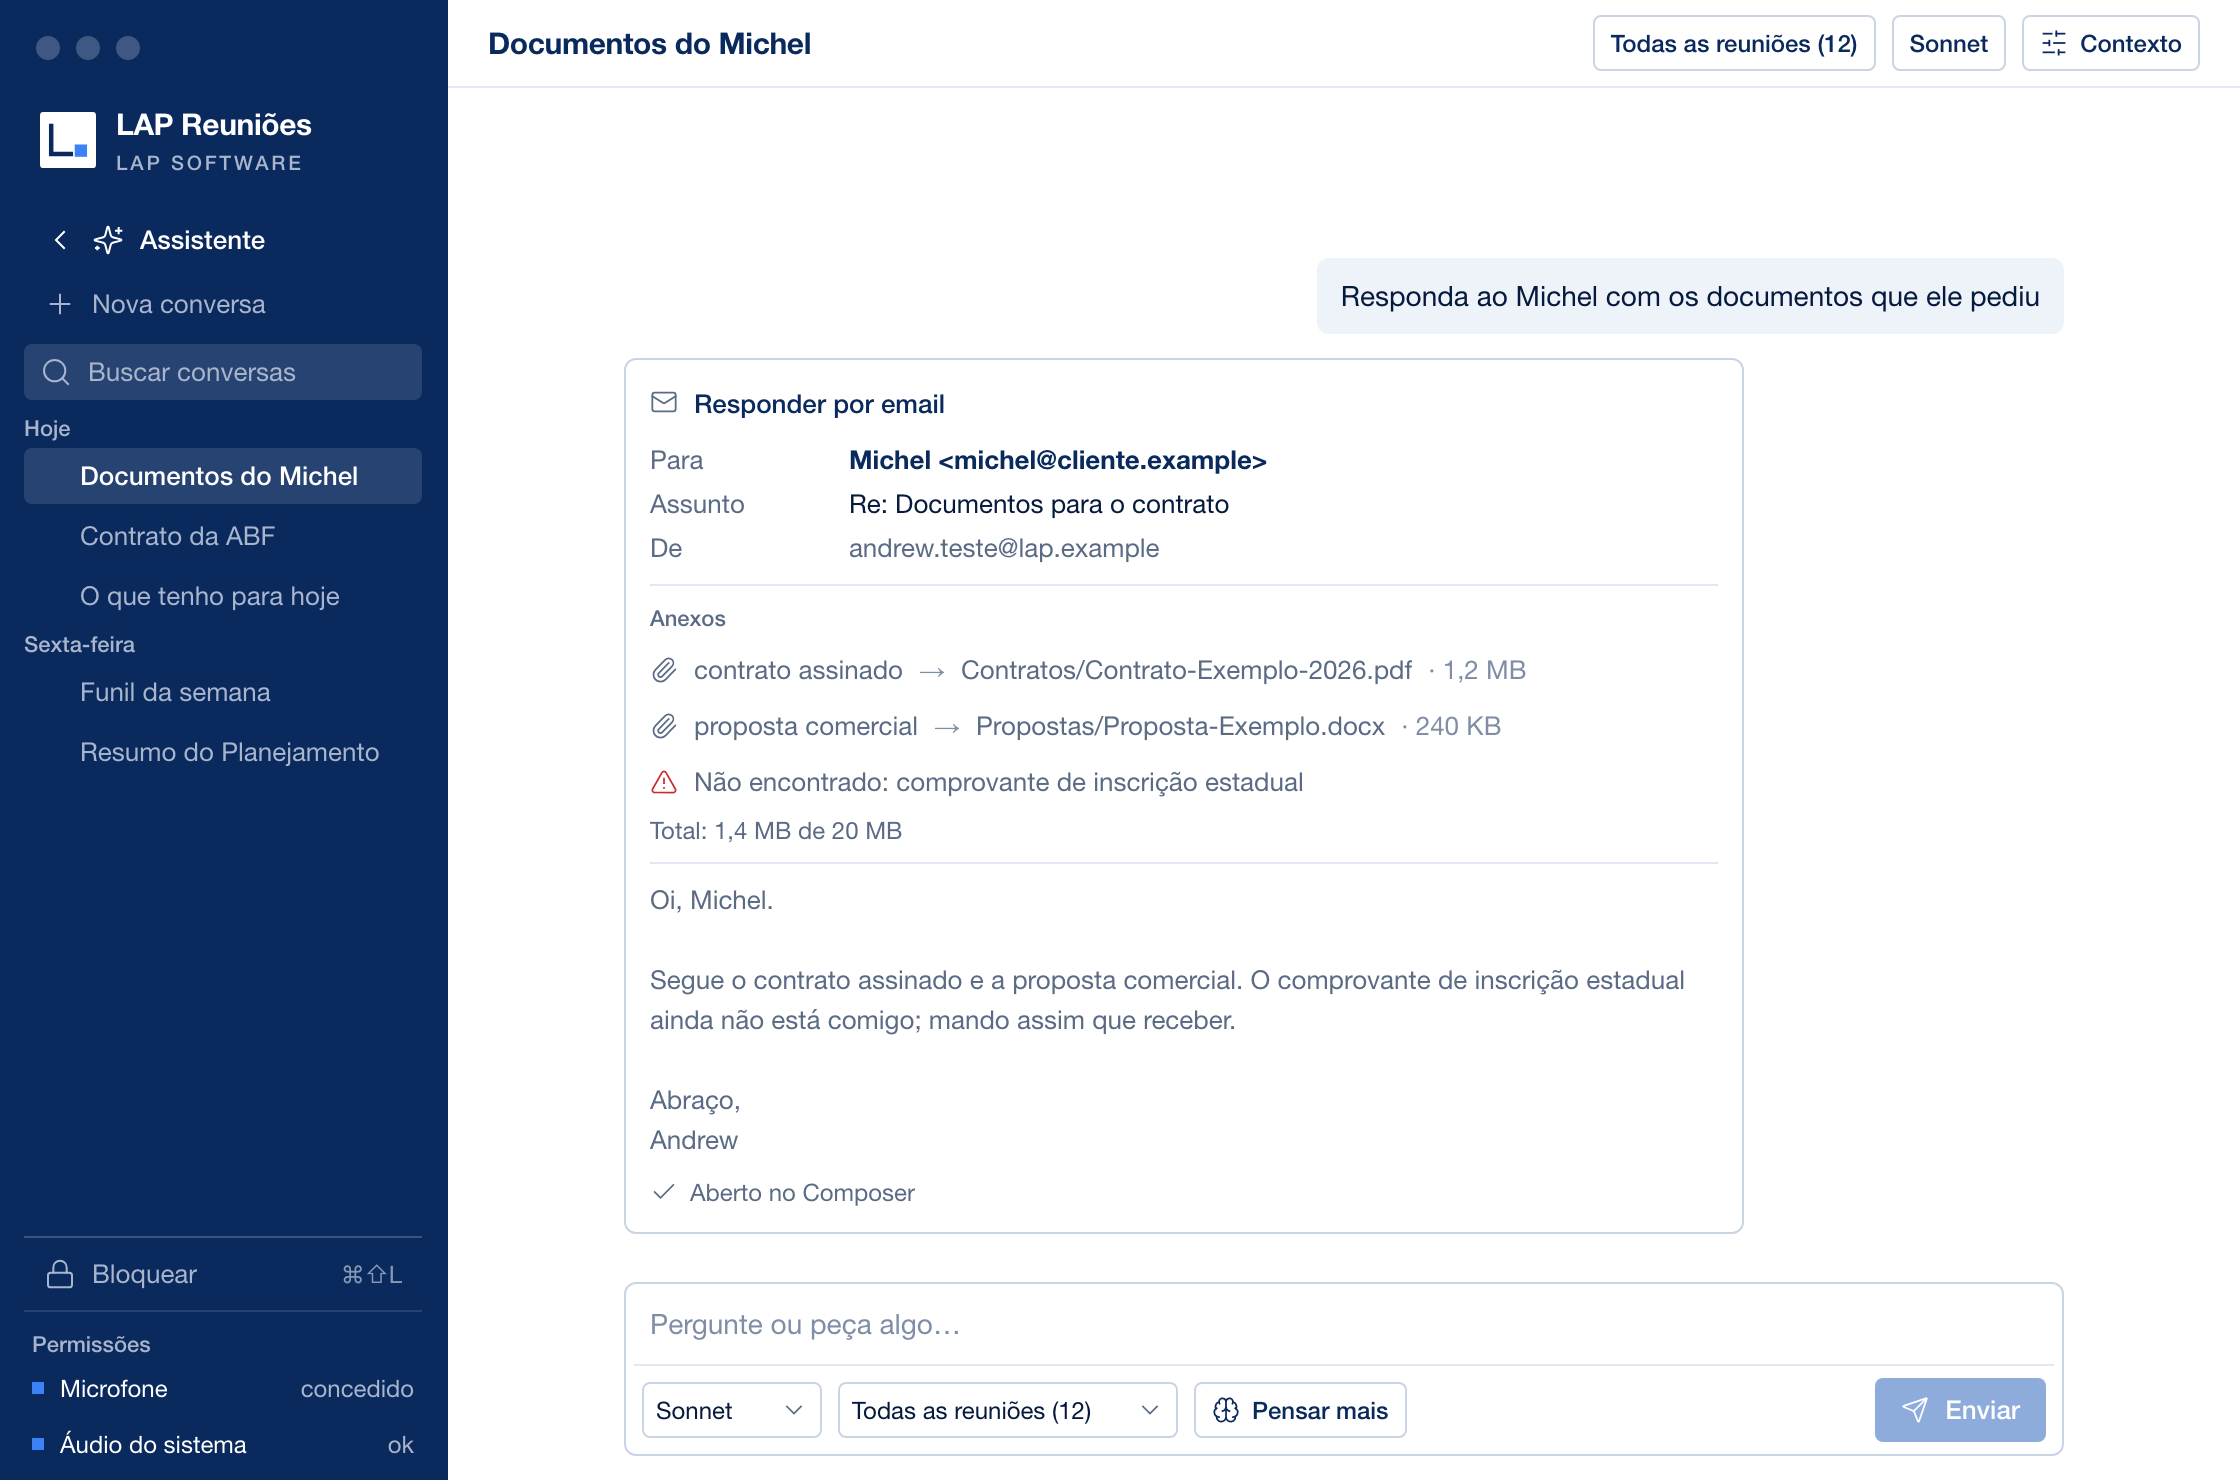 LAP Reuniões
LAP SOFTWARE
Assistente
Nova conversa
Buscar conversas
Hoje
Documentos do Michel
Contrato da ABF
O que tenho para hoje
Sexta-feira
Funil da semana
Resumo do Planejamento
Bloquear ⌘⇧L
Permissões
Microfone concedido
Áudio do sistema ok
Documentos do Michel
Todas as reuniões (12)
Sonnet
Contexto
Responda ao Michel com os documentos que ele pediu
Responder por email
Para Michel <michel@cliente.example>
Assunto Re: Documentos para o contrato
De andrew.teste@lap.example
Anexos
contrato assinado → Contratos/Contrato-Exemplo-2026.pdf · 1,2 MB
proposta comercial → Propostas/Proposta-Exemplo.docx · 240 KB
Não encontrado: comprovante de inscrição estadual
Total: 1,4 MB de 20 MB
Oi, Michel.
Segue o contrato assinado e a proposta comercial. O comprovante de inscrição estadual
ainda não está comigo; mando assim que receber.
Abraço,
Andrew
Aberto no Composer
Pergunte ou peça algo…
Sonnet
Todas as reuniões (12)
Pensar mais
Enviar